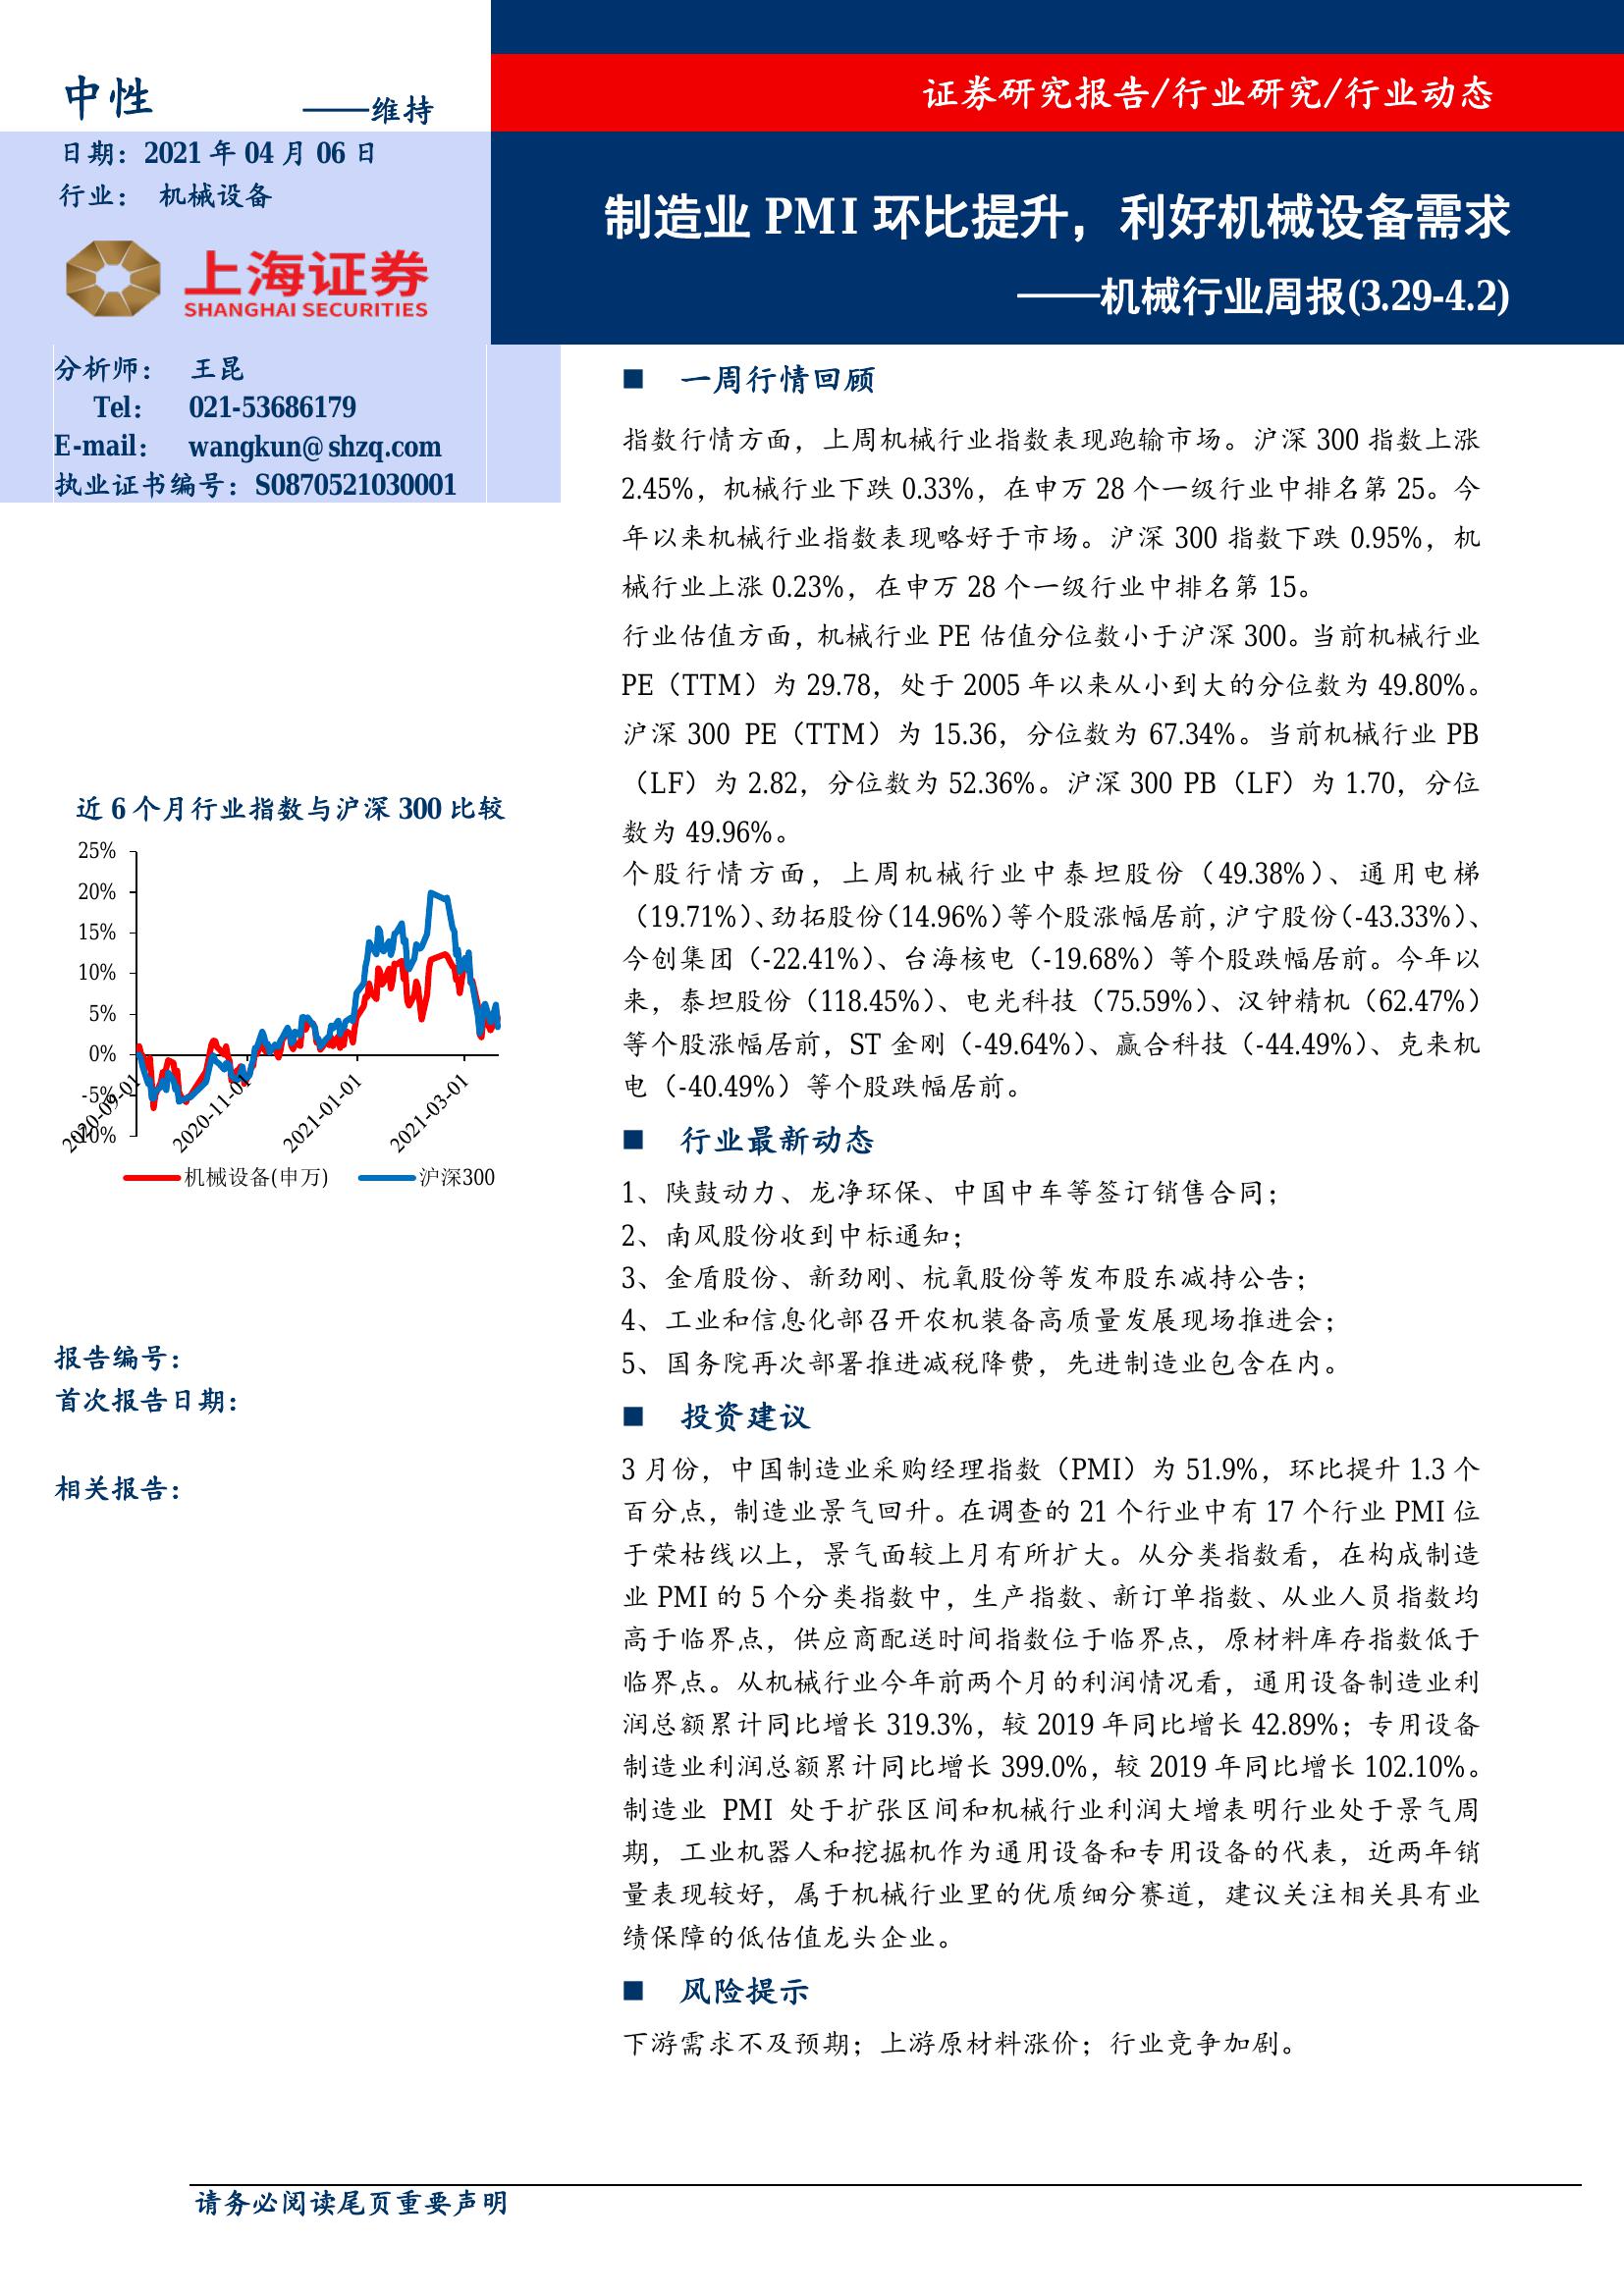 中性 ——维持
证券研究报告/行业研究/行业动态
日期：2021 年 04 月 06 日
行业： 机械设备
制造业 PMI 环比提升，利好机械设备需求
——机械行业周报(3.29-4.2)
上海证券
SHANGHAI SECURITIES
分析师： 王昆
Tel： 021-53686179
E-mail： wangkun@shzq.com
执业证书编号：S0870521030001
近 6 个月行业指数与沪深 300 比较
25%
20%
15%
10%
5%
0%
-5%
-10%
2020-09-01
2020-11-01
2021-01-01
2021-03-01
机械设备(申万) 沪深300
报告编号：
首次报告日期：
相关报告：
■ 一周行情回顾
指数行情方面，上周机械行业指数表现跑输市场。沪深 300 指数上涨
2.45%，机械行业下跌 0.33%，在申万 28 个一级行业中排名第 25。今
年以来机械行业指数表现略好于市场。沪深 300 指数下跌 0.95%，机
械行业上涨 0.23%，在申万 28 个一级行业中排名第 15。
行业估值方面，机械行业 PE 估值分位数小于沪深 300。当前机械行业
PE（TTM）为 29.78，处于 2005 年以来从小到大的分位数为 49.80%。
沪深 300 PE（TTM）为 15.36，分位数为 67.34%。当前机械行业 PB
（LF）为 2.82，分位数为 52.36%。沪深 300 PB（LF）为 1.70，分位
数为 49.96%。
个股行情方面，上周机械行业中泰坦股份（49.38%）、通用电梯
（19.71%）、劲拓股份（14.96%）等个股涨幅居前，沪宁股份（-43.33%）、
今创集团（-22.41%）、台海核电（-19.68%）等个股跌幅居前。今年以
来，泰坦股份（118.45%）、电光科技（75.59%）、汉钟精机（62.47%）
等个股涨幅居前，ST 金刚（-49.64%）、赢合科技（-44.49%）、克来机
电（-40.49%）等个股跌幅居前。
■ 行业最新动态
1、陕鼓动力、龙净环保、中国中车等签订销售合同；
2、南风股份收到中标通知；
3、金盾股份、新劲刚、杭氧股份等发布股东减持公告；
4、工业和信息化部召开农机装备高质量发展现场推进会；
5、国务院再次部署推进减税降费，先进制造业包含在内。
■ 投资建议
3 月份，中国制造业采购经理指数（PMI）为 51.9%，环比提升 1.3 个
百分点，制造业景气回升。在调查的 21 个行业中有 17 个行业 PMI 位
于荣枯线以上，景气面较上月有所扩大。从分类指数看，在构成制造
业 PMI 的 5 个分类指数中，生产指数、新订单指数、从业人员指数均
高于临界点，供应商配送时间指数位于临界点，原材料库存指数低于
临界点。从机械行业今年前两个月的利润情况看，通用设备制造业利
润总额累计同比增长 319.3%，较 2019 年同比增长 42.89%；专用设备
制造业利润总额累计同比增长 399.0%，较 2019 年同比增长 102.10%。
制造业 PMI 处于扩张区间和机械行业利润大增表明行业处于景气周
期，工业机器人和挖掘机作为通用设备和专用设备的代表，近两年销
量表现较好，属于机械行业里的优质细分赛道，建议关注相关具有业
绩保障的低估值龙头企业。
■ 风险提示
下游需求不及预期；上游原材料涨价；行业竞争加剧。
请务必阅读尾页重要声明